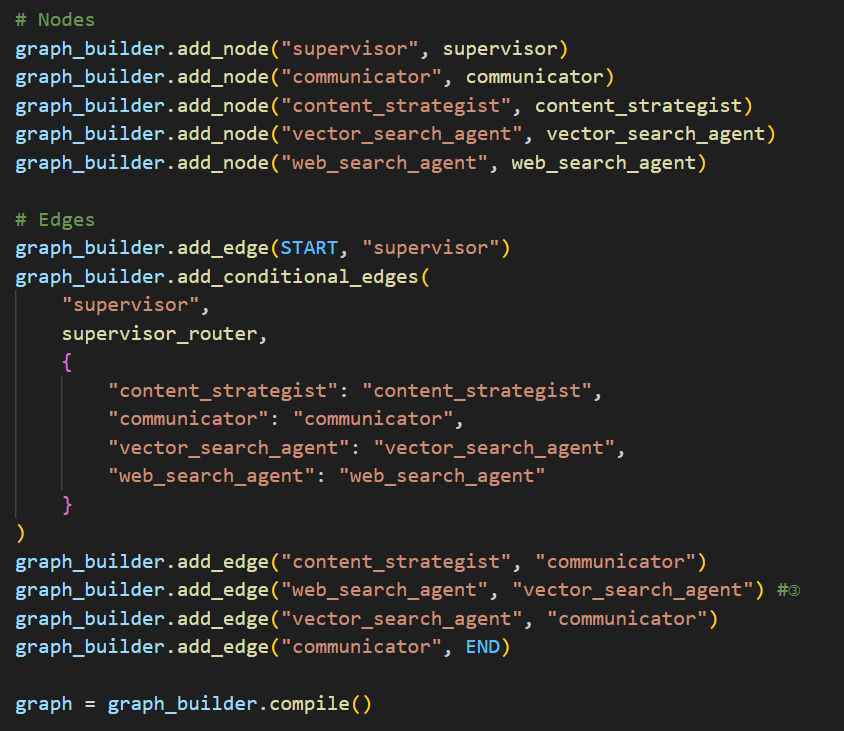 # Nodes
graph_builder.add_node("supervisor", supervisor)
graph_builder.add_node("communicator", communicator)
graph_builder.add_node("content_strategist", content_strategist)
graph_builder.add_node("vector_search_agent", vector_search_agent)
graph_builder.add_node("web_search_agent", web_search_agent)

# Edges
graph_builder.add_edge(START, "supervisor")
graph_builder.add_conditional_edges(
    "supervisor",
    supervisor_router,
    {
        "content_strategist": "content_strategist",
        "communicator": "communicator",
        "vector_search_agent": "vector_search_agent",
        "web_search_agent": "web_search_agent"
    }
)
graph_builder.add_edge("content_strategist", "communicator")
graph_builder.add_edge("web_search_agent", "vector_search_agent") #③
graph_builder.add_edge("vector_search_agent", "communicator")
graph_builder.add_edge("communicator", END)

graph = graph_builder.compile()